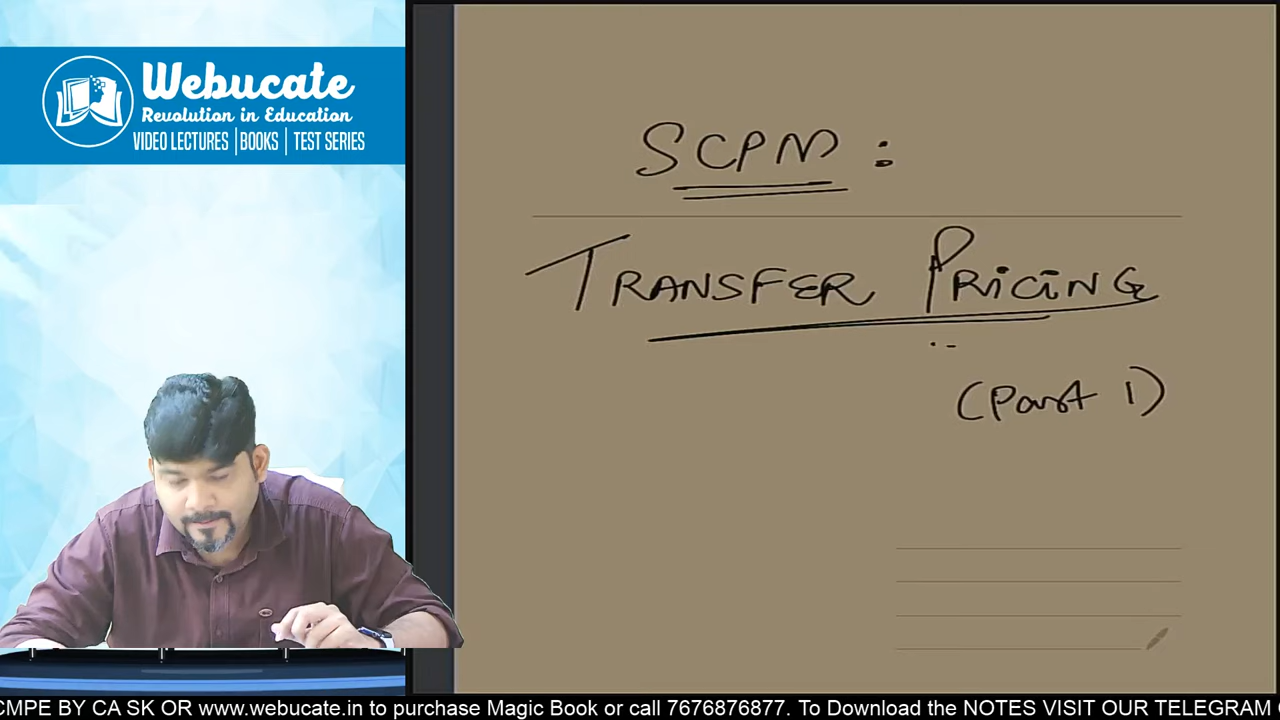 Webucate
Revolution in Education
VIDEO LECTURES | BOOKS | TEST SERIES
SCPM :
TRANSFER PRICING
(Part 1)
CMPE BY CA SK OR www.webucate.in to purchase Magic Book or call 7676876877. To Download the NOTES VISIT OUR TELEGRAM